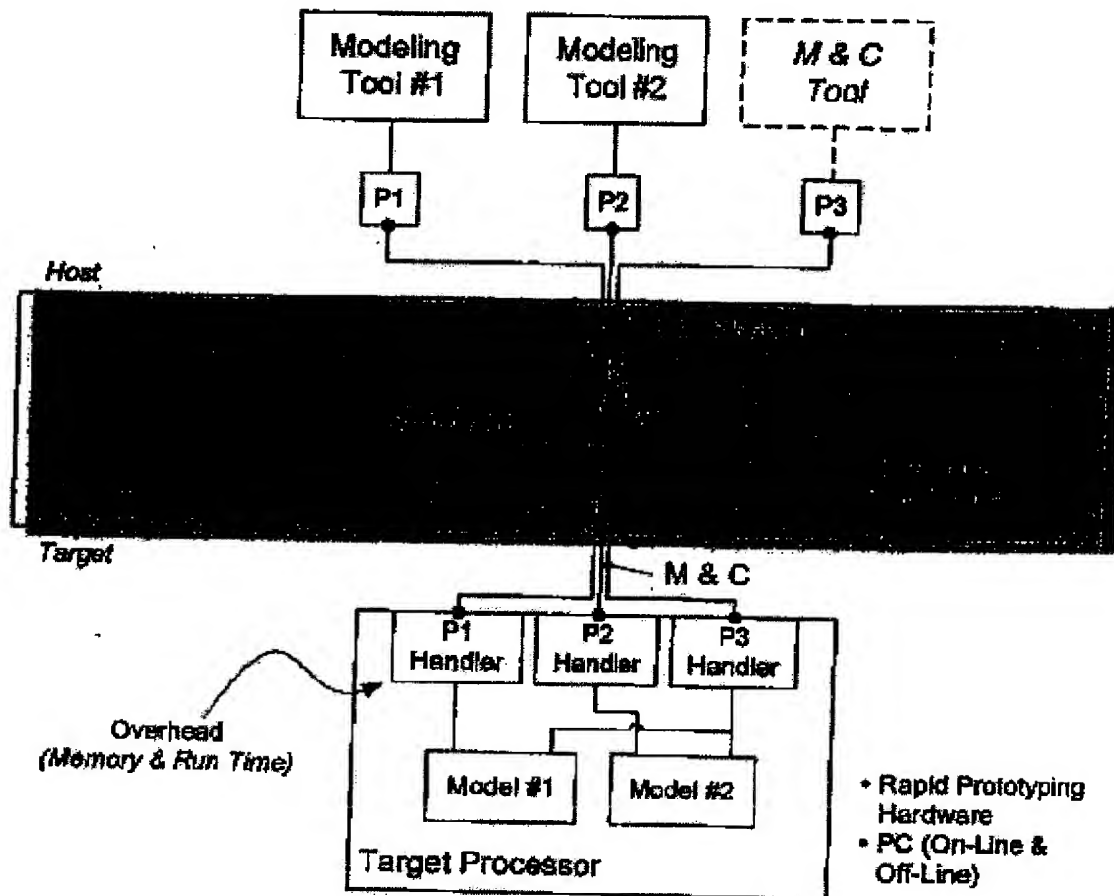 Modeling
Tool #1
Modeling
Tool #2
M & C
Tool
P1
P2
P3
Host
Target
M & C
P1
Handler
P2
Handler
P3
Handler
Overhead
(Memory & Run Time)
Model #1
Model #2
Target Processor
• Rapid Prototyping
Hardware
• PC (On-Line &
Off-Line)